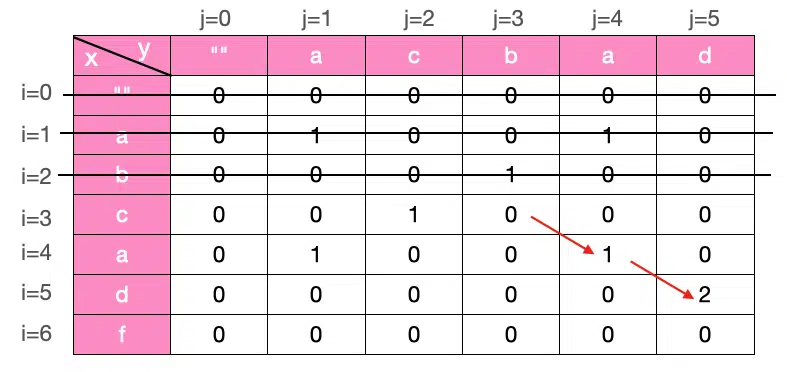 j=0 j=1 j=2 j=3 j=4 j=5
x y "" a c b a d
i=0 "" 0 0 0 0 0 0
i=1 a 0 1 0 0 1 0
i=2 b 0 0 0 1 0 0
i=3 c 0 0 1 0 0 0
i=4 a 0 1 0 0 1 0
i=5 d 0 0 0 0 0 2
i=6 f 0 0 0 0 0 0